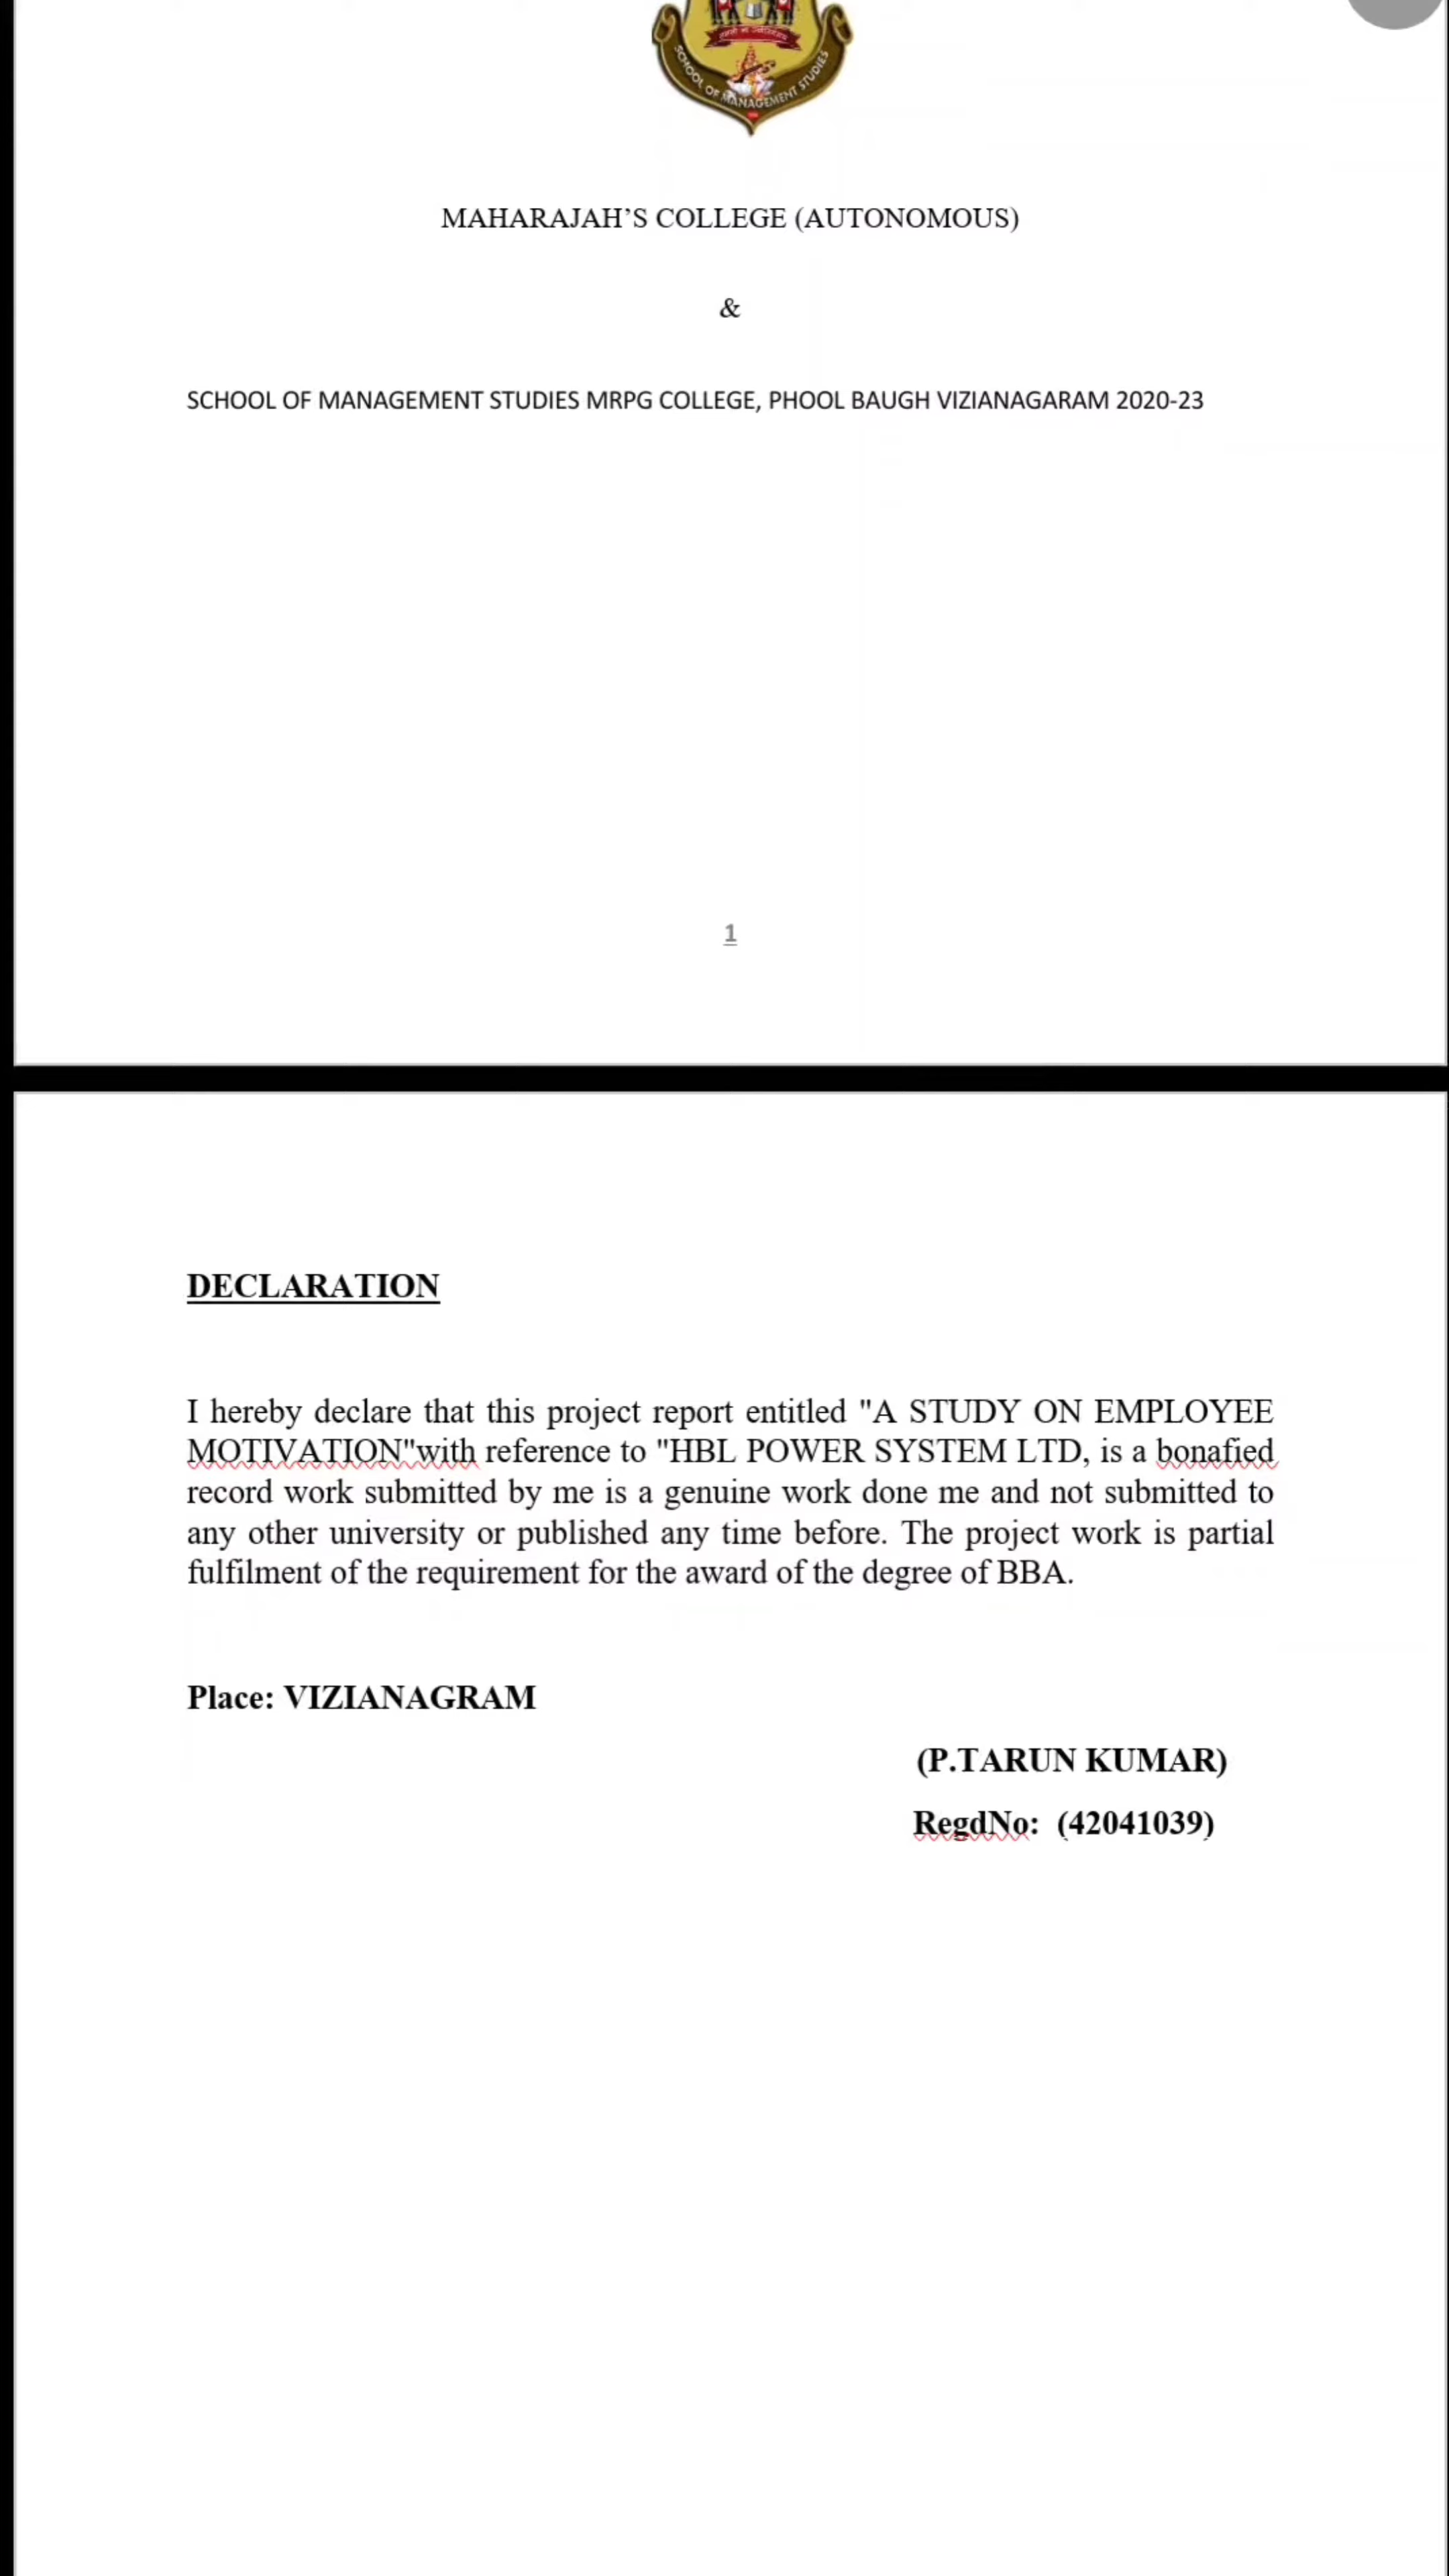 SCHOOL OF MANAGEMENT STUDIES
MAHARAJAH’S COLLEGE (AUTONOMOUS)
&
SCHOOL OF MANAGEMENT STUDIES MRPG COLLEGE, PHOOL BAUGH VIZIANAGARAM 2020-23
1
DECLARATION
I hereby declare that this project report entitled "A STUDY ON EMPLOYEE
MOTIVATION"with reference to "HBL POWER SYSTEM LTD, is a bonafied
record work submitted by me is a genuine work done me and not submitted to
any other university or published any time before. The project work is partial
fulfilment of the requirement for the award of the degree of BBA.
Place: VIZIANAGRAM
(P.TARUN KUMAR)
RegdNo: (42041039)